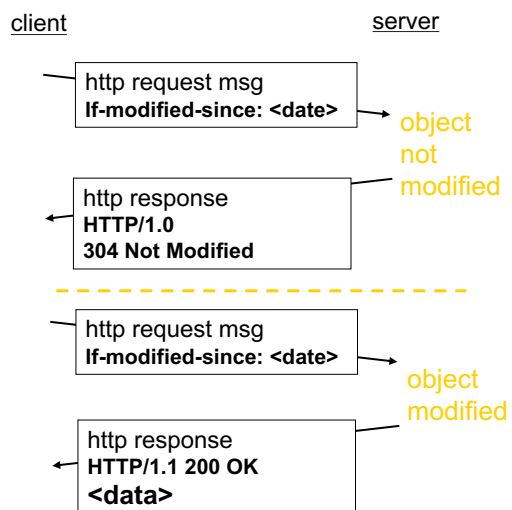 client
server
http request msg
If-modified-since: <date>
object
not
modified
http response
HTTP/1.0
304 Not Modified
http request msg
If-modified-since: <date>
object
modified
http response
HTTP/1.1 200 OK
<data>